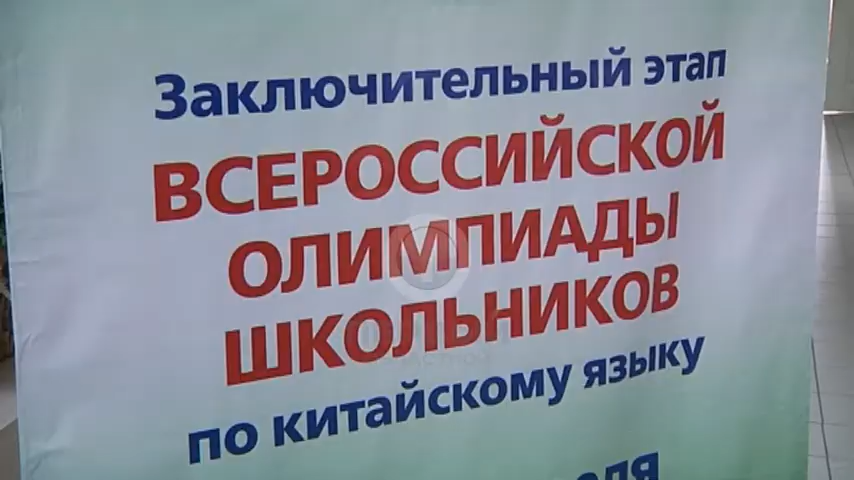 Заключительный этап
ВСЕРОССИЙСКОЙ
ОЛИМПИАДЫ
ШКОЛЬНИКОВ
по китайскому языку